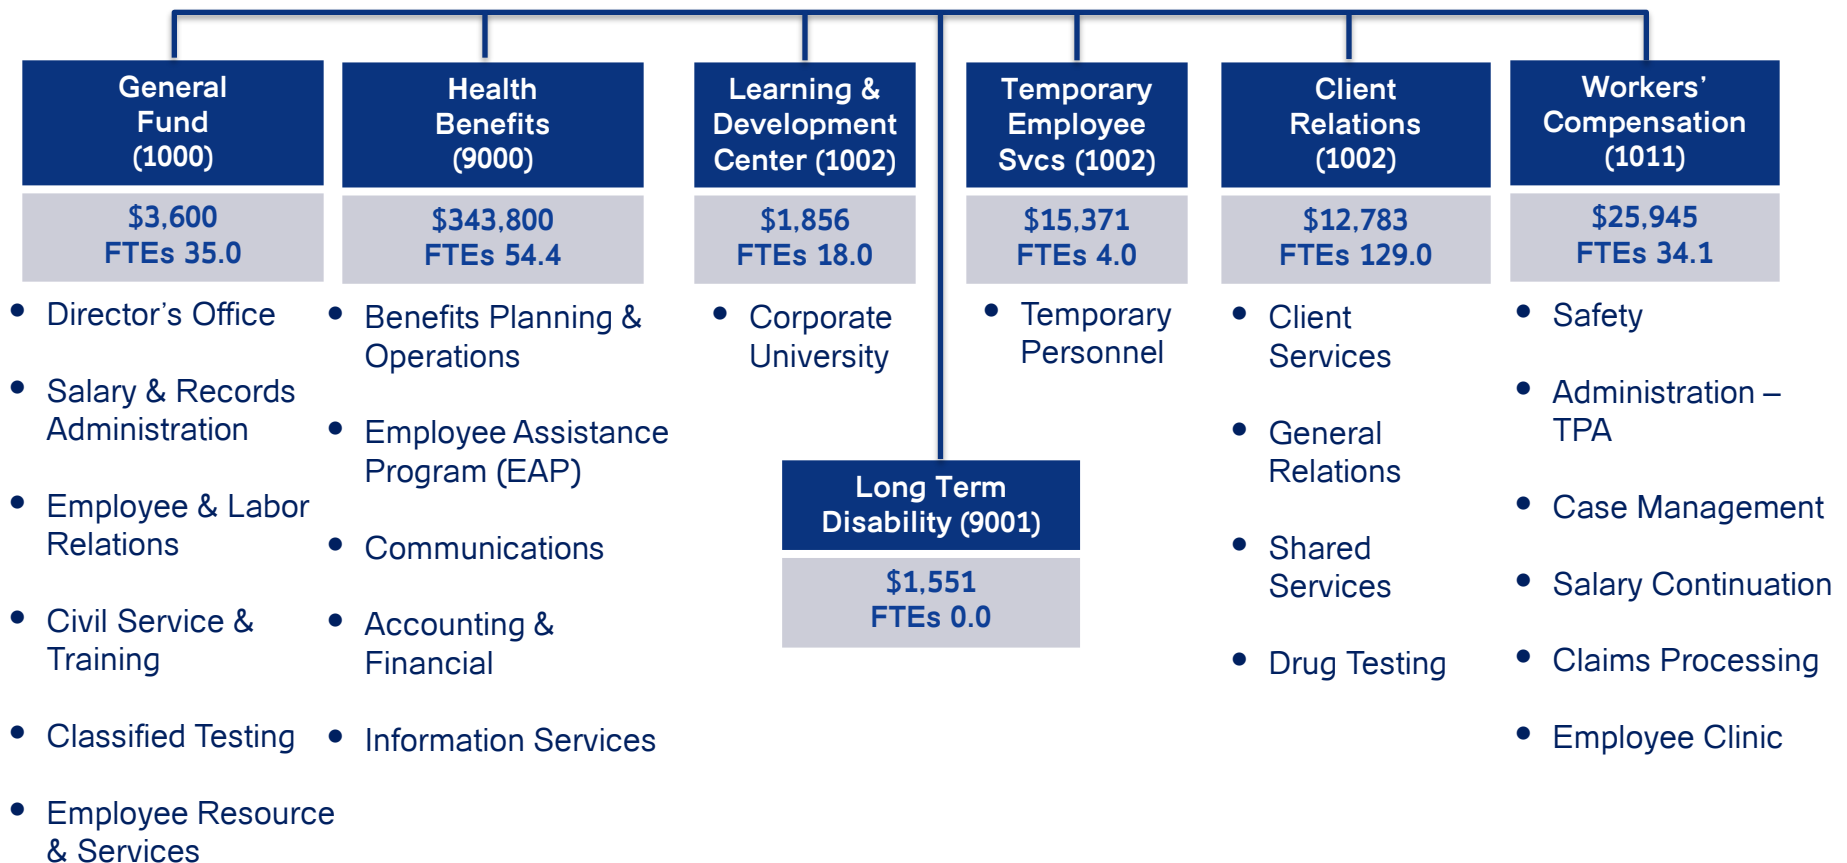 General
Fund
(1000)
$3,600
FTEs 35.0
• Director's Office
• Salary & Records
Administration
• Employee & Labor
Relations
• Civil Service &
Training
• Classified Testing
• Employee Resource
& Services
Health
Benefits
(9000)
$343,800
FTEs 54.4
• Benefits Planning &
Operations
• Employee Assistance
Program (EAP)
• Communications
• Accounting &
Financial
• Information Services
Learning &
Development
Center (1002)
$1,856
FTEs 18.0
• Corporate
University
Long Term
Disability (9001)
$1,551
FTEs 0.0
Temporary
Employee
Svcs (1002)
$15,371
FTEs 4.0
• Temporary
Personnel
Client
Relations
(1002)
$12,783
FTEs 129.0
• Client
Services
• General
Relations
• Shared
Services
• Drug Testing
Workers'
Compensation
(1011)
$25,945
FTEs 34.1
• Safety
• Administration –
TPA
• Case Management
• Salary Continuation
• Claims Processing
• Employee Clinic